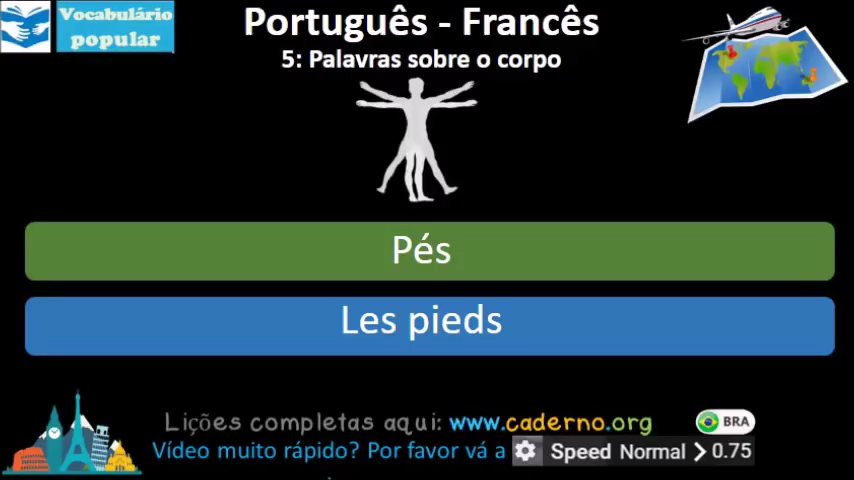 Vocabulário
popular
Português - Francês
5: Palavras sobre o corpo
Pés
Les pieds
Lições completas aqui: www.caderno.org
BRA
Vídeo muito rápido? Por favor vá a Speed Normal > 0.75